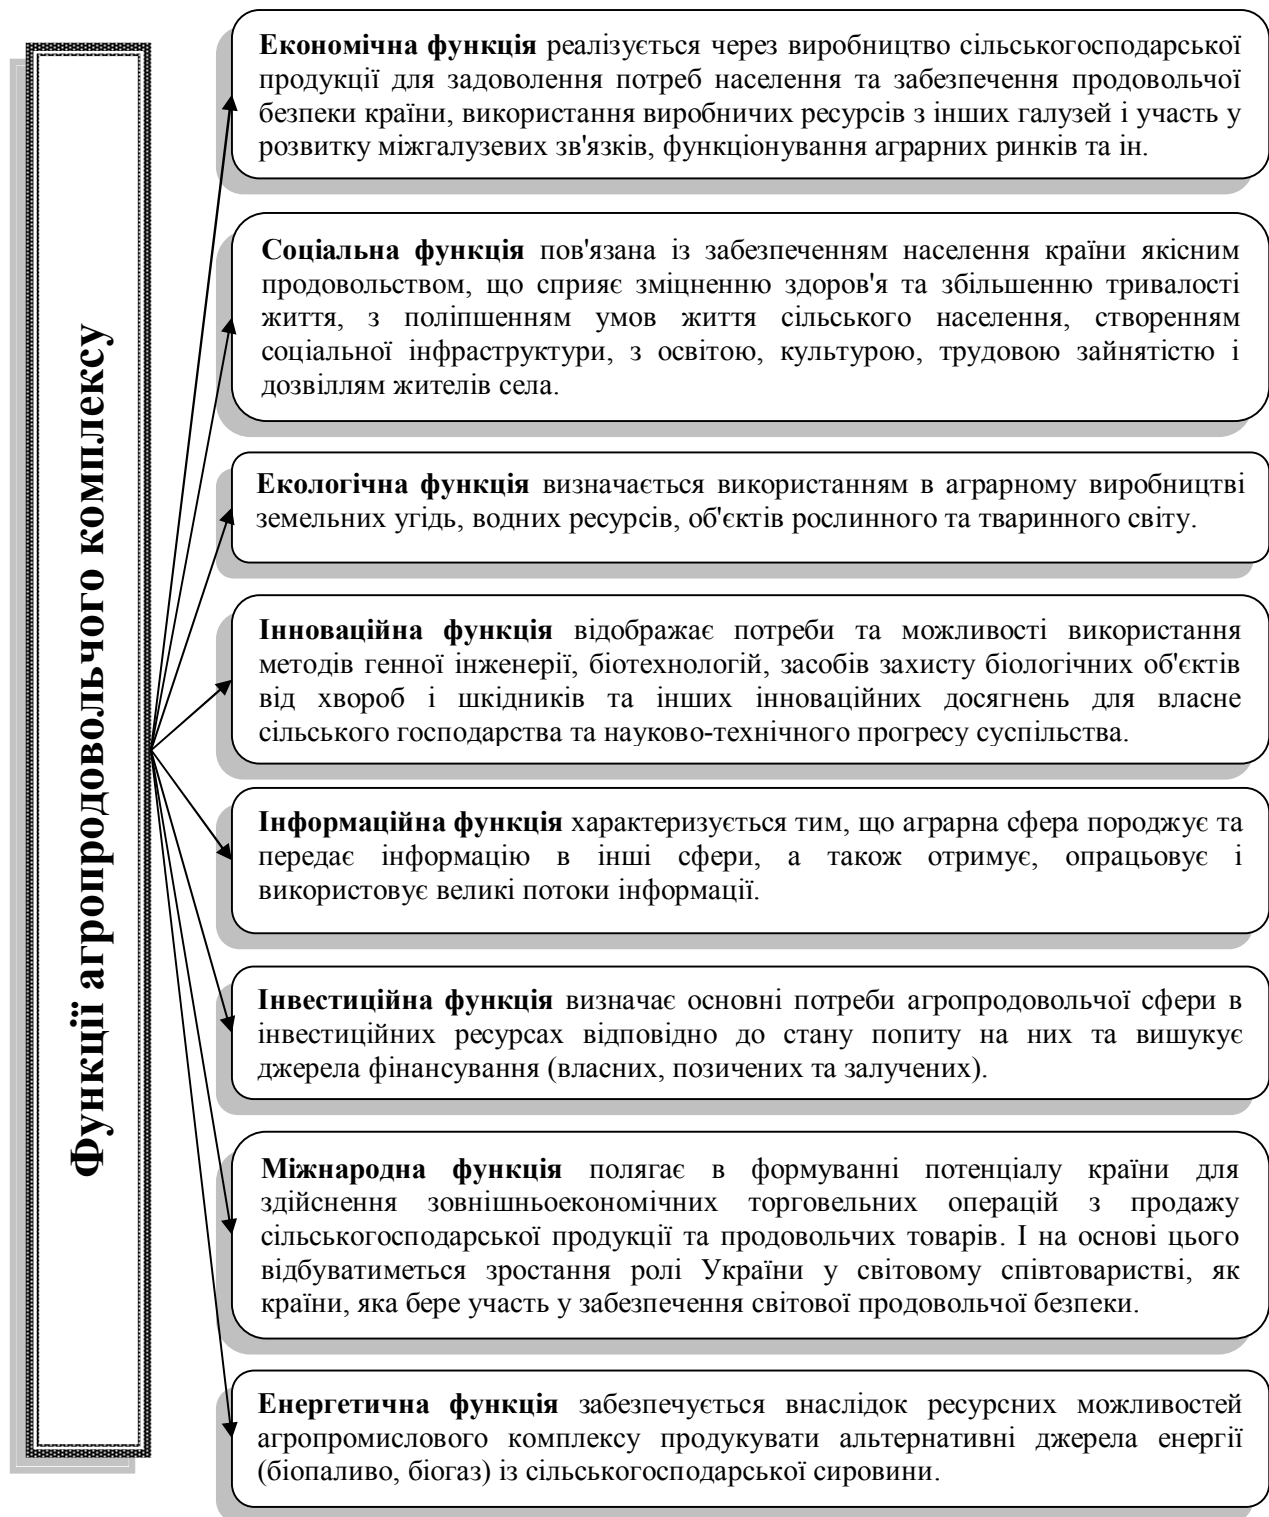 Функції агропродовольчого комплексу
Економічна функція реалізується через виробництво сільськогосподарської
продукції для задоволення потреб населення та забезпечення продовольчої
безпеки країни, використання виробничих ресурсів з інших галузей і участь у
розвитку міжгалузевих зв'язків, функціонування аграрних ринків та ін.
Соціальна функція пов'язана із забезпеченням населення країни якісним
продовольством, що сприяє зміцненню здоров'я та збільшенню тривалості
життя, з поліпшенням умов життя сільського населення, створенням
соціальної інфраструктури, з освітою, культурою, трудовою зайнятістю і
дозвіллям жителів села.
Екологічна функція визначається використанням в аграрному виробництві
земельних угідь, водних ресурсів, об'єктів рослинного та тваринного світу.
Інноваційна функція відображає потреби та можливості використання
методів генної інженерії, біотехнологій, засобів захисту біологічних об'єктів
від хвороб і шкідників та інших інноваційних досягнень для власне
сільського господарства та науково-технічного прогресу суспільства.
Інформаційна функція характеризується тим, що аграрна сфера породжує та
передає інформацію в інші сфери, а також отримує, опрацьовує і
використовує великі потоки інформації.
Інвестиційна функція визначає основні потреби агропродовольчої сфери в
інвестиційних ресурсах відповідно до стану попиту на них та вишукує
джерела фінансування (власних, позичених та залучених).
Міжнародна функція полягає в формуванні потенціалу країни для
здійснення зовнішньоекономічних торговельних операцій з продажу
сільськогосподарської продукції та продовольчих товарів. І на основі цього
відбуватиметься зростання ролі України у світовому співтоваристві, як
країни, яка бере участь у забезпечення світової продовольчої безпеки.
Енергетична функція забезпечується внаслідок ресурсних можливостей
агропромислового комплексу продукувати альтернативні джерела енергії
(біопаливо, біогаз) із сільськогосподарської сировини.